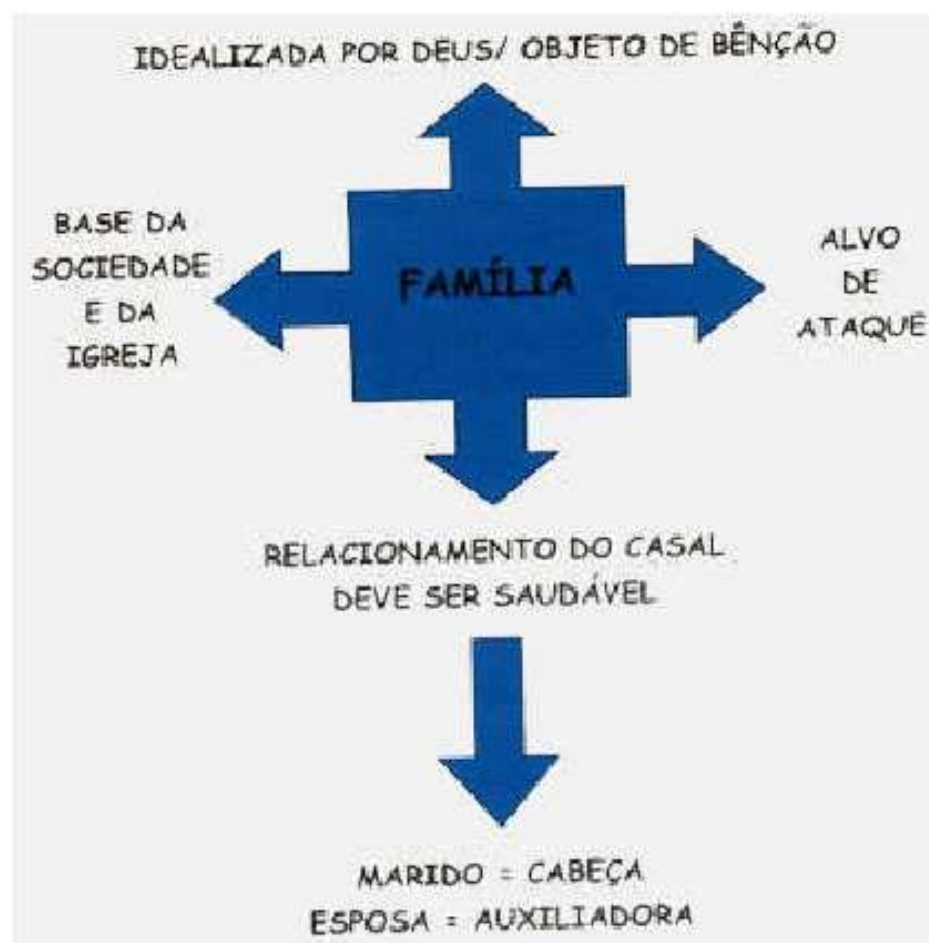 IDEALIZADA POR DEUS/ OBJETO DE BÊNÇÃO
BASE DA
SOCIEDADE
E DA
IGREJA
FAMÍLIA
ALVO
DE
ATAQUE
RELACIONAMENTO DO CASAL
DEVE SER SAUDÁVEL
MARIDO = CABEÇA
ESPOSA = AUXILIADORA